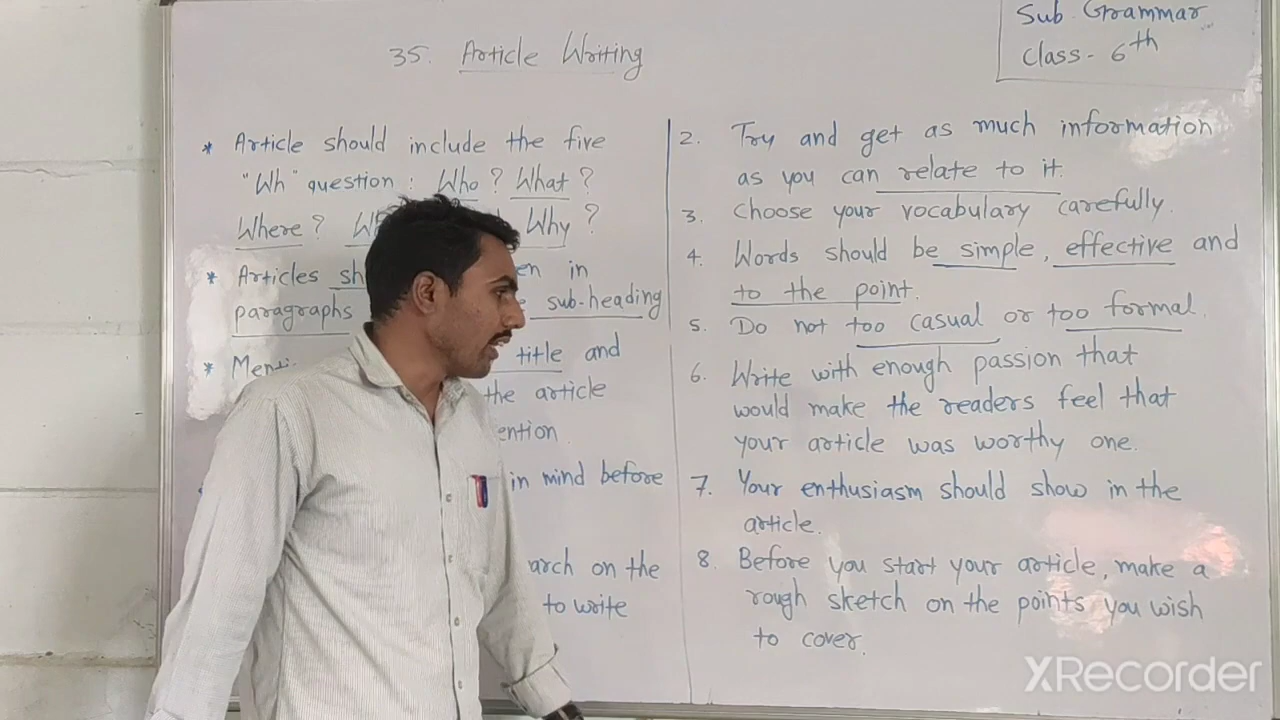 Sub Grammar
Class- 6th
35. Article Writing
* Article should include the five
"Wh" question : Who? What?
Where? Why?
* Articles in
paragraphs sub-heading
* title and
the article
in mind before
on the
to write
2. Try and get as much information
as you can relate to it.
3. Choose your vocabulary carefully.
4. Words should be simple, effective and
to the point.
5. Do not too casual or too formal.
6. Write with enough passion that
would make the readers feel that
your article was worthy one.
7. Your enthusiasm should show in the
article.
8. Before you start your article, make a
rough sketch on the points you wish
to cover.
XRecorder